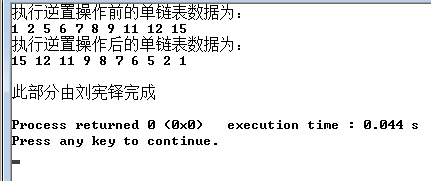 执行逆置操作前的单链表数据为：
1 2 5 6 7 8 9 11 12 15
执行逆置操作后的单链表数据为：
15 12 11 9 8 7 6 5 2 1
此部分由刘宪铎完成
Process returned 0 (0x0)   execution time : 0.044 s
Press any key to continue.